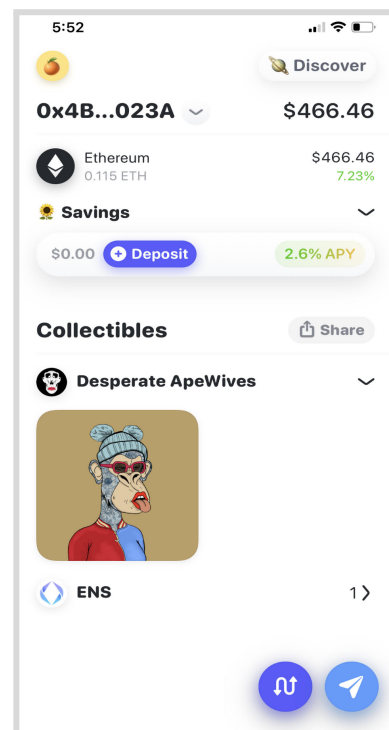 5:52
Discover
0x4B...023A
$466.46
Ethereum
$466.46
0.115 ETH
7.23%
Savings
$0.00
Deposit
2.6% APY
Collectibles
Share
Desperate ApeWives
ENS
1